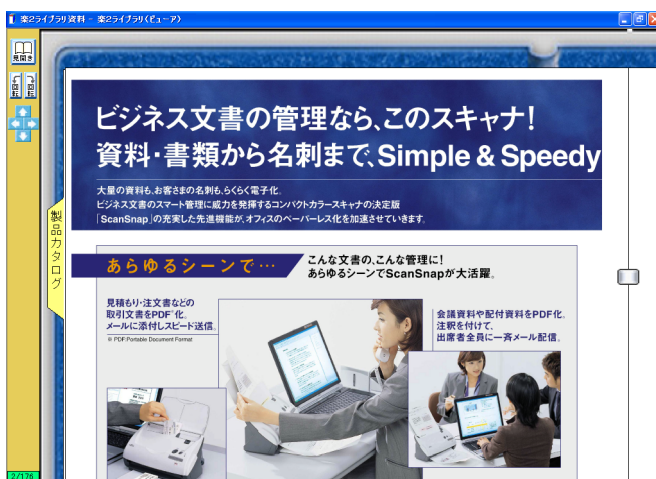 楽2ライブラリ資料 - 楽2ライブラリ(ビューア)
見開き
回転
回転
製品カタログ
ビジネス文書の管理なら、このスキャナ!
資料・書類から名刺まで、Simple & Speedy
大量の資料も、お客さまの名刺も、らくらく電子化。
ビジネス文書のスマート管理に威力を発揮するコンパクトカラースキャナの決定版
「ScanSnap」の充実した先進機能が、オフィスのペーパーレス化を加速させていきます。
あらゆるシーンで…
こんな文書の、こんな管理に!
あらゆるシーンでScanSnapが大活躍。
見積もり・注文書などの
取引文書をPDF※化。
メールに添付しスピード送信。
※ PDF:Portable Document Format
会議資料や配付資料をPDF化。
注釈を付けて、
出席者全員に一斉メール配信。
2/176